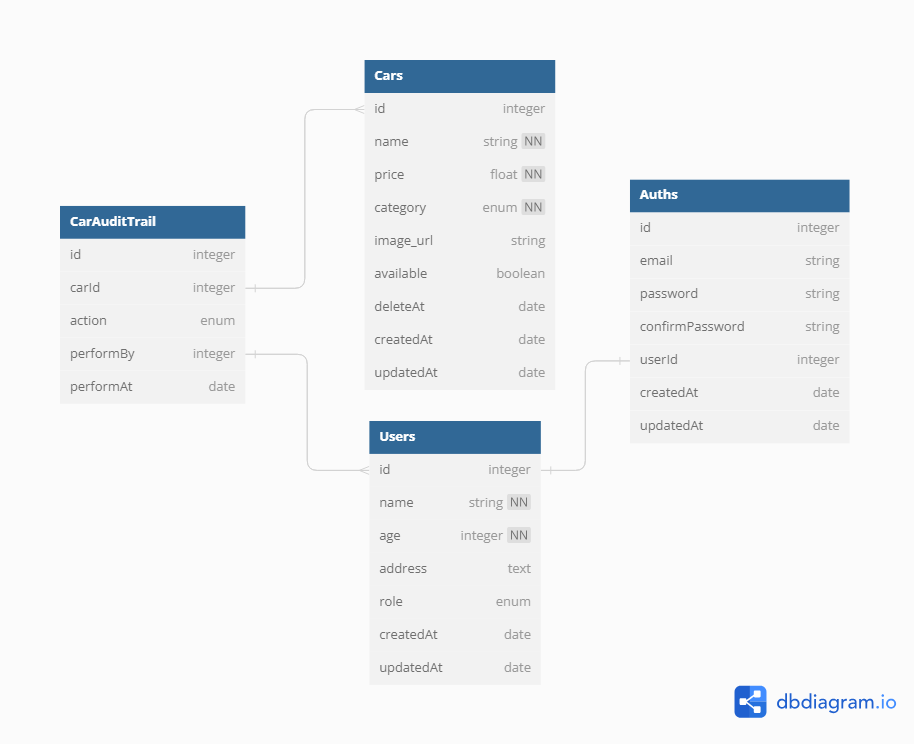 Cars
id integer
name string NN
price float NN
category enum NN
image_url string
available boolean
deleteAt date
createdAt date
updatedAt date
CarAuditTrail
id integer
carId integer
action enum
performBy integer
performAt date
Auths
id integer
email string
password string
confirmPassword string
userId integer
createdAt date
updatedAt date
Users
id integer
name string NN
age integer NN
address text
role enum
createdAt date
updatedAt date
dbdiagram.io